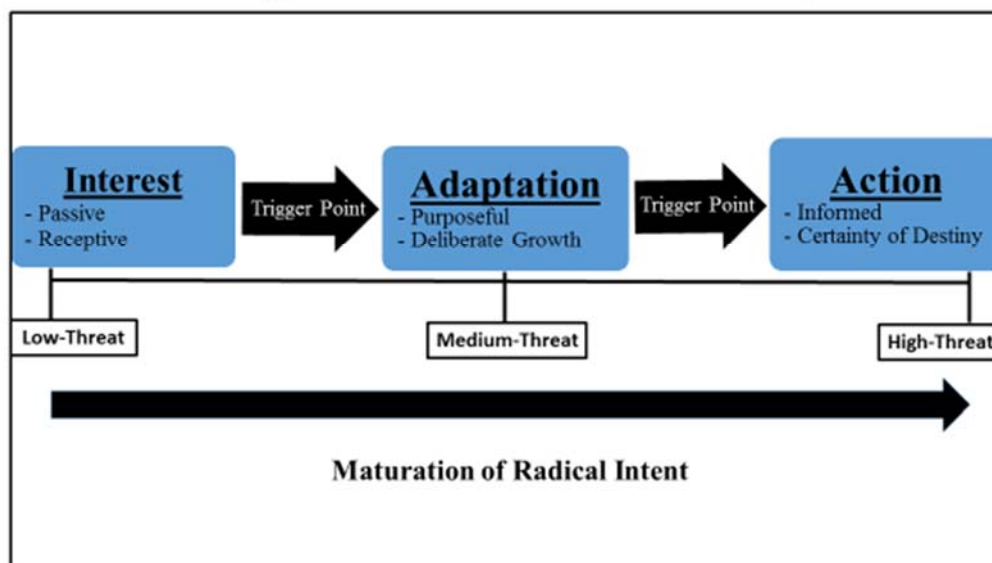 Interest
- Passive
- Receptive
Trigger Point
Adaptation
- Purposeful
- Deliberate Growth
Trigger Point
Action
- Informed
- Certainty of Destiny
Low-Threat
Medium-Threat
High-Threat
Maturation of Radical Intent